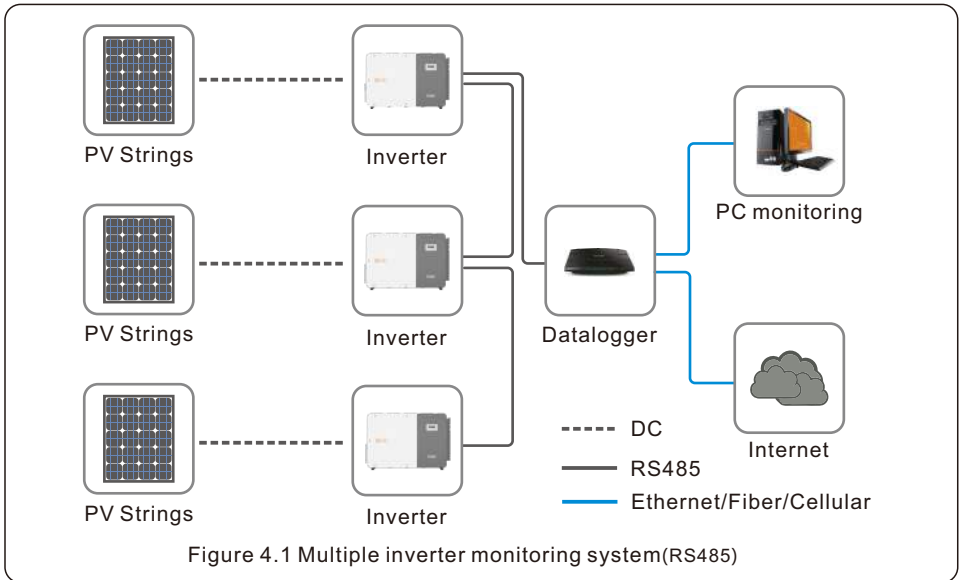 PV Strings
Inverter
PC monitoring
PV Strings
Inverter
Datalogger
Internet
DC
RS485
Ethernet/Fiber/Cellular
PV Strings
Inverter
Figure 4.1 Multiple inverter monitoring system(RS485)